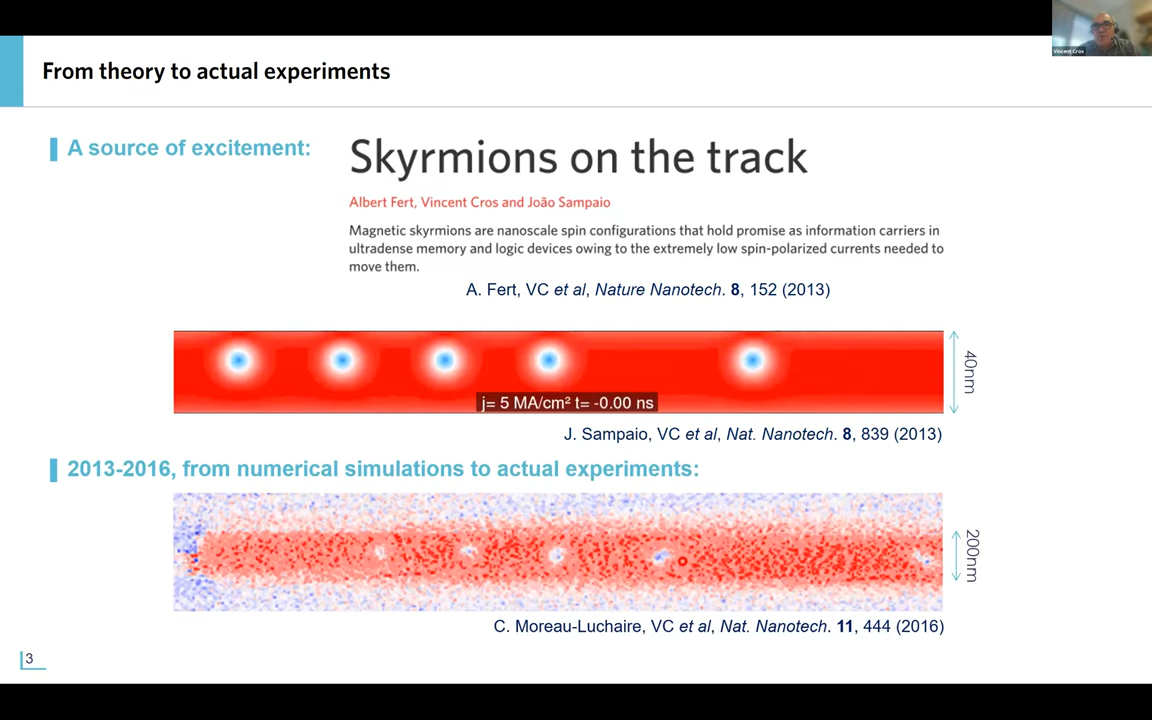 Vincent Cros
From theory to actual experiments
A source of excitement:
Skyrmions on the track
Albert Fert, Vincent Cros and João Sampaio
Magnetic skyrmions are nanoscale spin configurations that hold promise as information carriers in
ultradense memory and logic devices owing to the extremely low spin-polarized currents needed to
move them.
A. Fert, VC et al, Nature Nanotech. 8, 152 (2013)
40nm
j= 5 MA/cm² t= -0.00 ns
J. Sampaio, VC et al, Nat. Nanotech. 8, 839 (2013)
2013-2016, from numerical simulations to actual experiments:
200nm
C. Moreau-Luchaire, VC et al, Nat. Nanotech. 11, 444 (2016)
3